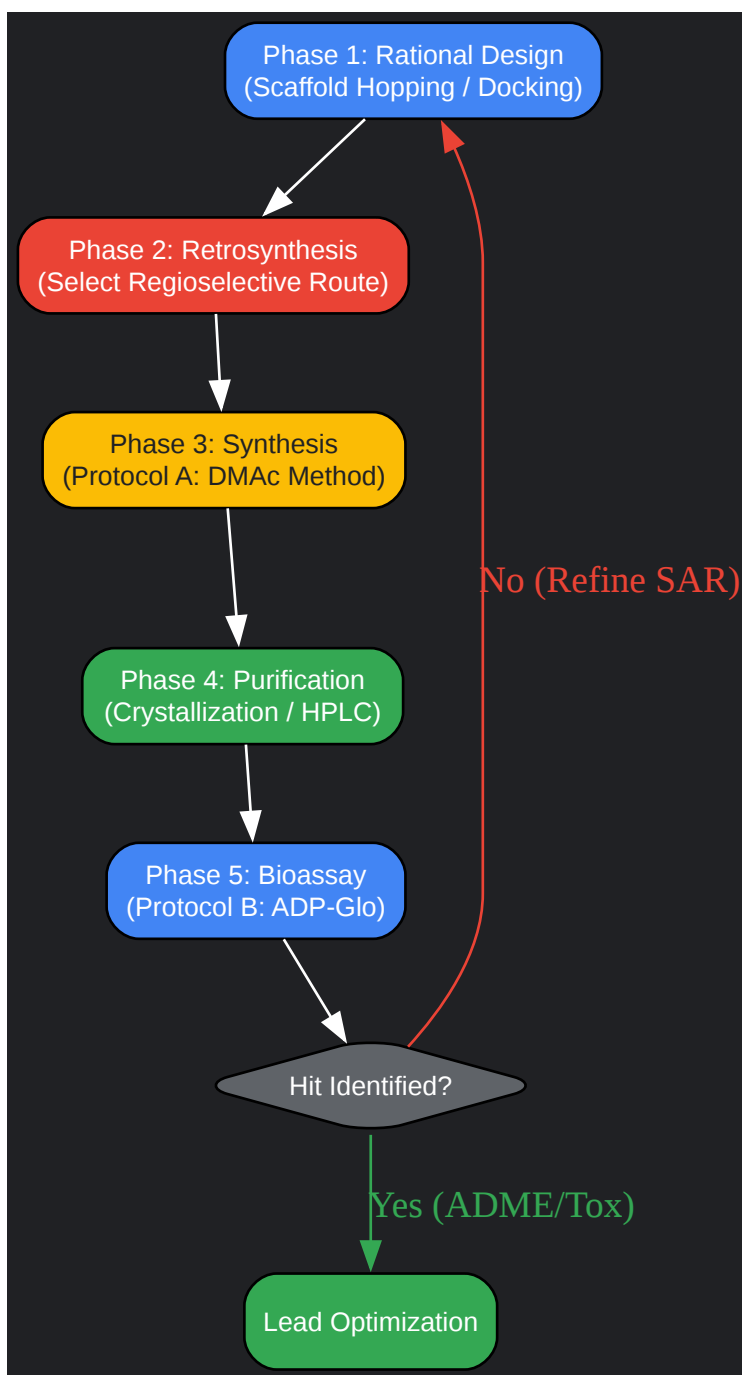 Phase 1: Rational Design
(Scaffold Hopping / Docking)
Phase 2: Retrosynthesis
(Select Regioselective Route)
Phase 3: Synthesis
(Protocol A: DMAc Method)
No (Refine SAR)
Phase 4: Purification
(Crystallization / HPLC)
Phase 5: Bioassay
(Protocol B: ADP-Glo)
Hit Identified?
Yes (ADME/Tox)
Lead Optimization